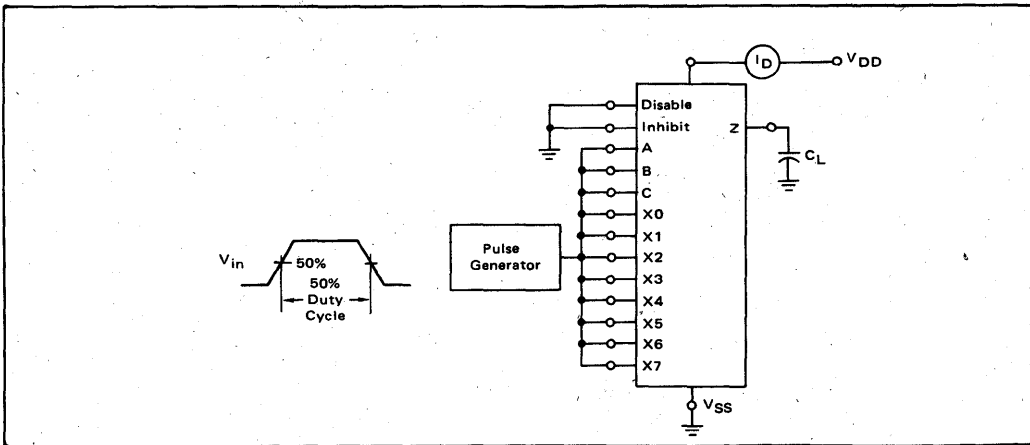 I_D
V_DD
Disable
Inhibit
Z
A
C_L
B
C
X0
X1
Pulse
Generator
X2
X3
X4
X5
X6
X7
V_in
50%
50%
Duty
Cycle
V_SS